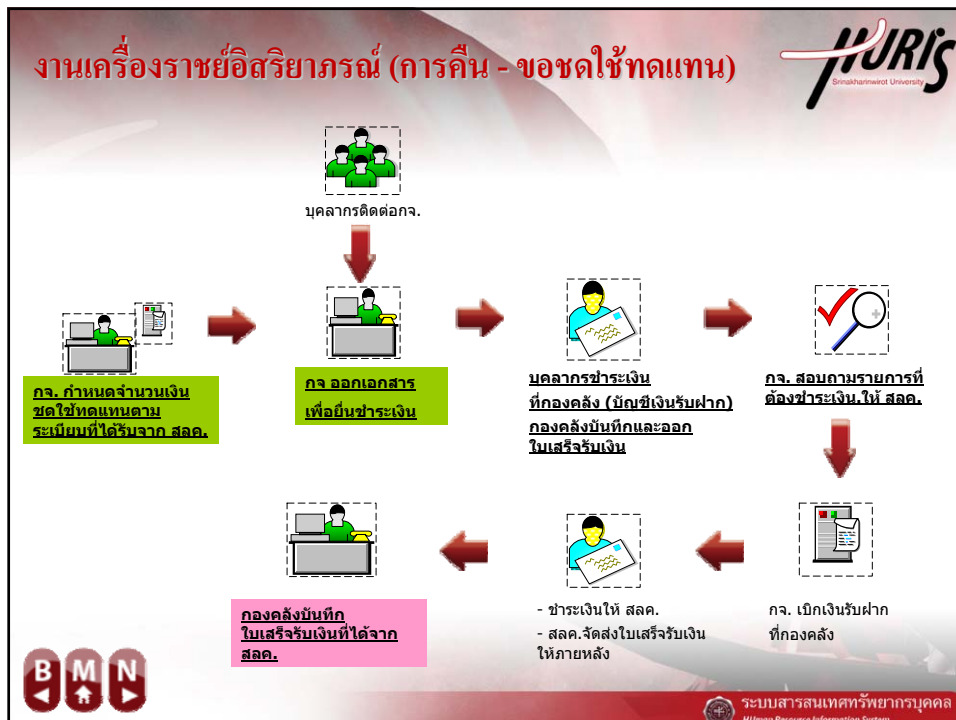 งานเครื่องราชย์อิสริยาภรณ์ (การคืน - ขอชดใช้ทดแทน)
HURIS
Srinakharinwirot University
บุคลากรติดต่อกจ.
กจ. กำหนดจำนวนเงิน
ชดใช้ทดแทนตาม
ระเบียบที่ได้รับจาก สลค.
กจ ออกเอกสาร
เพื่อยื่นชำระเงิน
บุคลากรชำระเงิน
ที่กองคลัง (บัญชีเงินรับฝาก)
กองคลังบันทึกและออก
ใบเสร็จรับเงิน
กจ. สอบถามรายการที่
ต้องชำระเงิน.ให้ สลค.
กจ. เบิกเงินรับฝาก
ที่กองคลัง
- ชำระเงินให้ สลค.
- สลค.จัดส่งใบเสร็จรับเงิน
ให้ภายหลัง
กองคลังบันทึก
ใบเสร็จรับเงินที่ได้จาก
สลค.
B M N
ระบบสารสนเทศทรัพยากรบุคคล
HUman Resource Information System